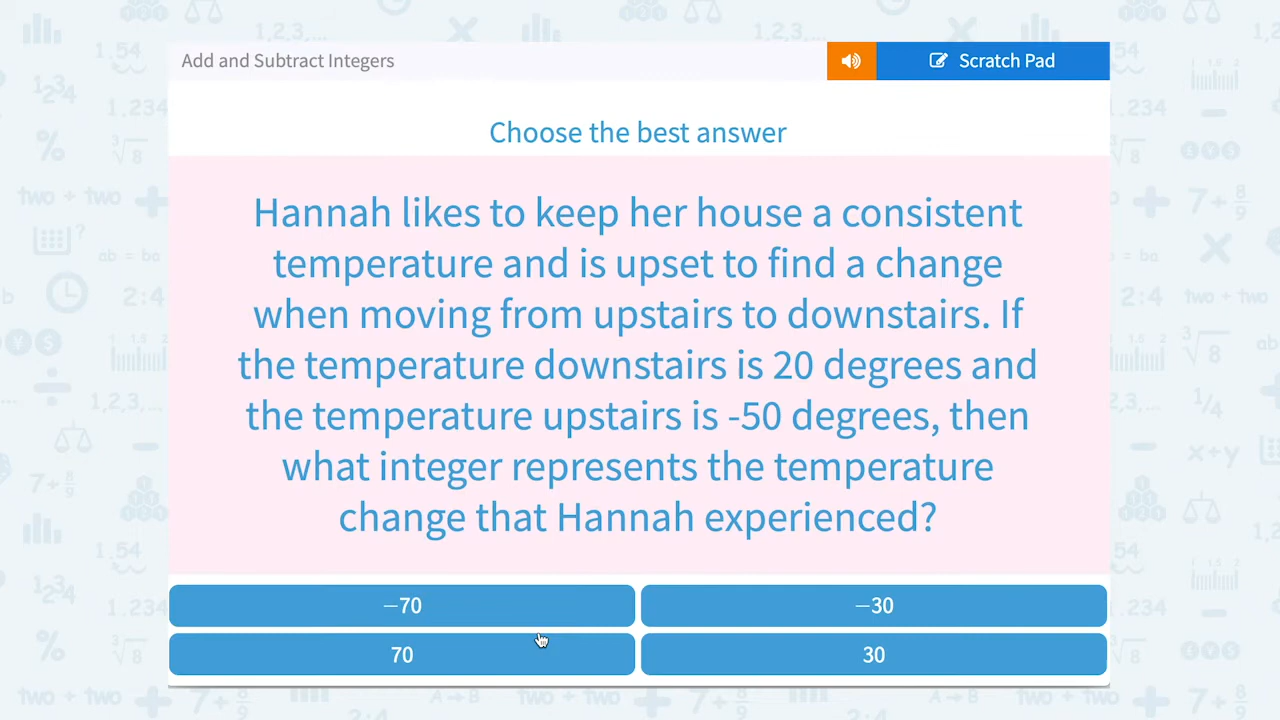 Add and Subtract Integers
Scratch Pad
Choose the best answer
Hannah likes to keep her house a consistent
temperature and is upset to find a change
when moving from upstairs to downstairs. If
the temperature downstairs is 20 degrees and
the temperature upstairs is -50 degrees, then
what integer represents the temperature
change that Hannah experienced?
−70
−30
70
30